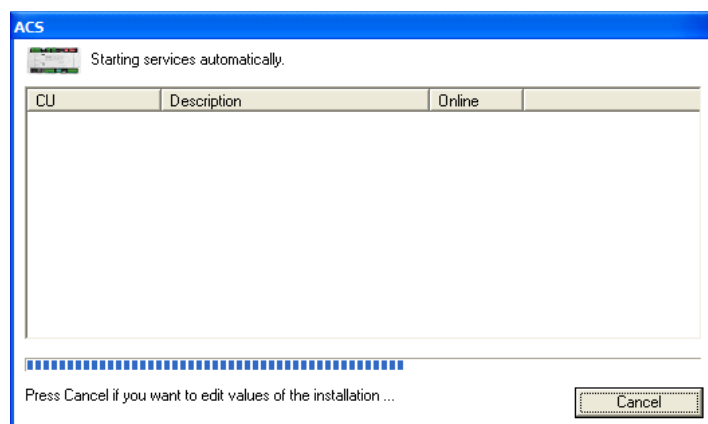 ACS
Starting services automatically.
CU Description Online
Press Cancel if you want to edit values of the installation ...
Cancel